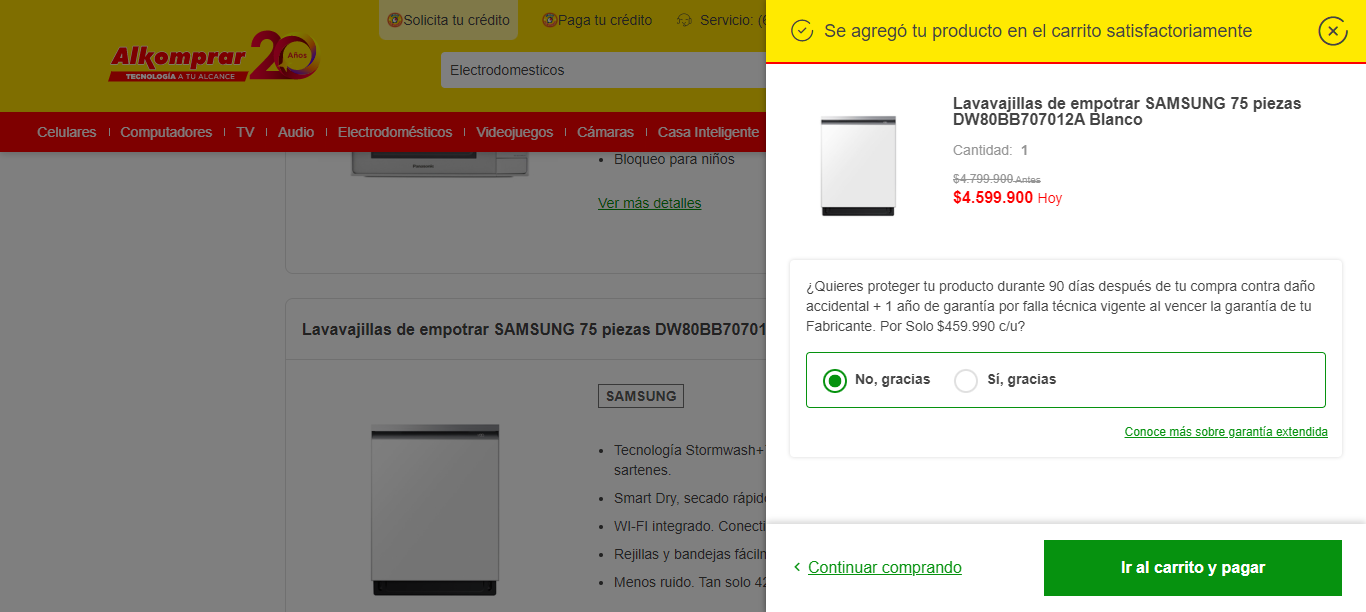 Solicita tu crédito
Paga tu crédito
Servicio: (6
Alkomprar 20 Años
TECNOLOGÍA A TU ALCANCE
Electrodomesticos
Celulares
Computadores
TV
Audio
Electrodomésticos
Videojuegos
Cámaras
Casa Inteligente
Panasonic
• Bloqueo para niños
Ver más detalles
Lavavajillas de empotrar SAMSUNG 75 piezas DW80BB70701
SAMSUNG
• Tecnología Stormwash+
sartenes.
• Smart Dry, secado rápid
• WI-FI integrado. Conecti
• Rejillas y bandejas fáciln
• Menos ruido. Tan solo 42
Se agregó tu producto en el carrito satisfactoriamente
Lavavajillas de empotrar SAMSUNG 75 piezas
DW80BB707012A Blanco
Cantidad: 1
$4.799.900 Antes
$4.599.900 Hoy
¿Quieres proteger tu producto durante 90 días después de tu compra contra daño
accidental + 1 año de garantía por falla técnica vigente al vencer la garantía de tu
Fabricante. Por Solo $459.990 c/u?
No, gracias
Sí, gracias
Conoce más sobre garantía extendida
Continuar comprando
Ir al carrito y pagar